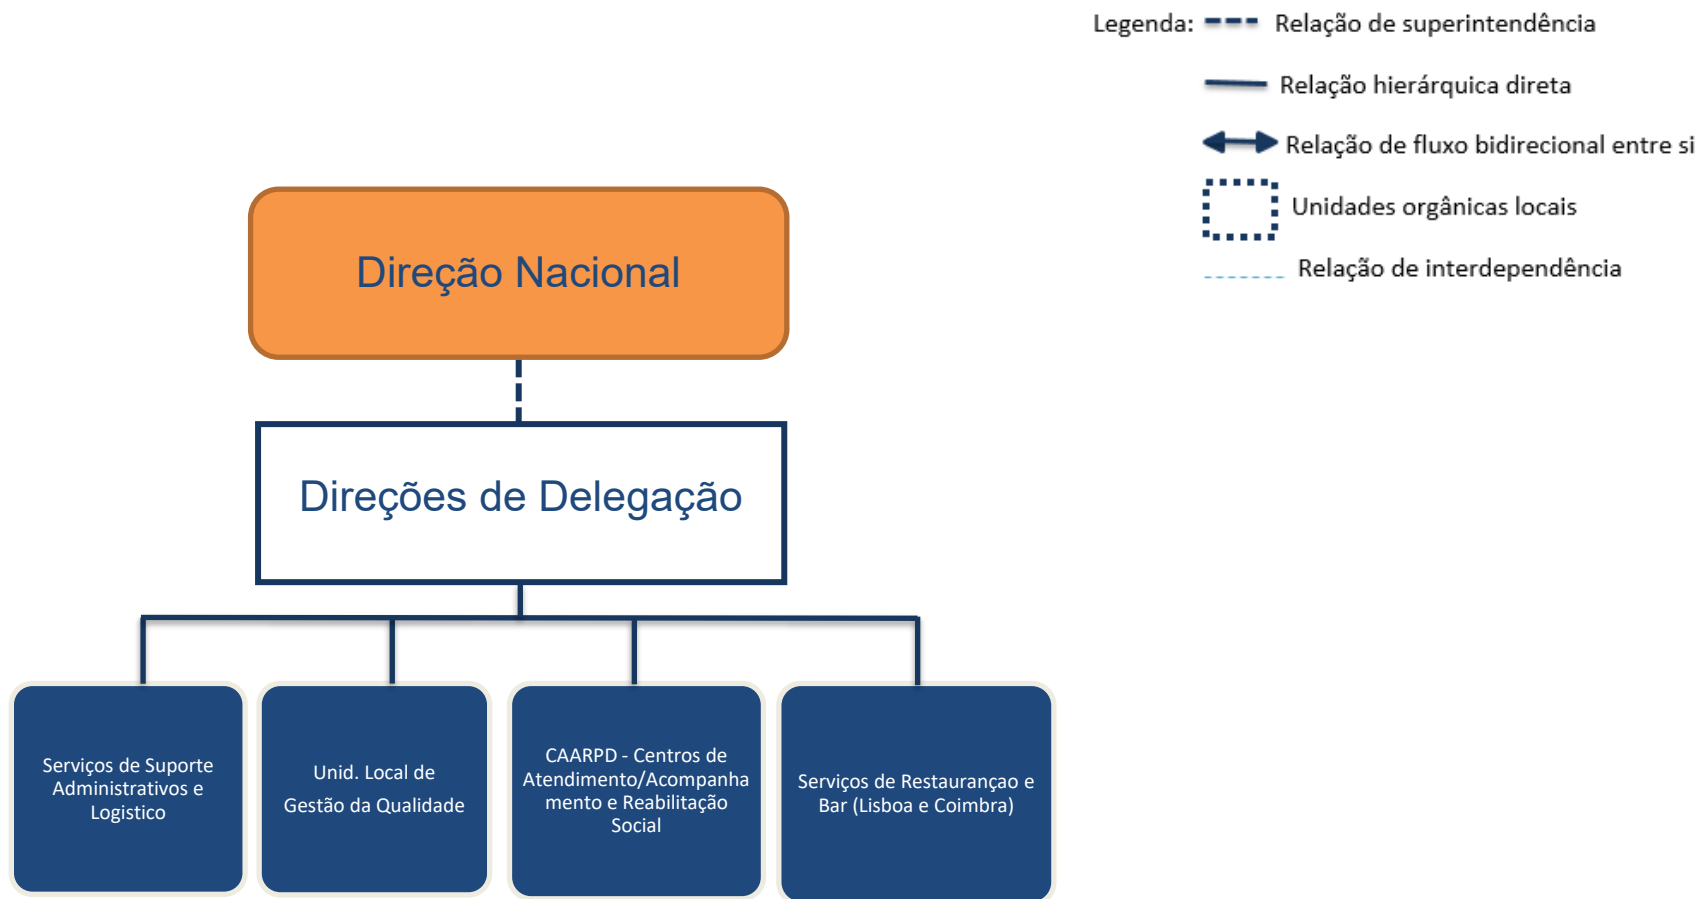 Legenda: Relação de superintendência
Relação hierárquica direta
Relação de fluxo bidirecional entre si
Unidades orgânicas locais
Relação de interdependência
Direção Nacional
Direções de Delegação
Serviços de Suporte
Administrativos e
Logistico
Unid. Local de
Gestão da Qualidade
CAARPD - Centros de
Atendimento/Acompanha
mento e Reabilitação
Social
Serviços de Restaurançao e
Bar (Lisboa e Coimbra)